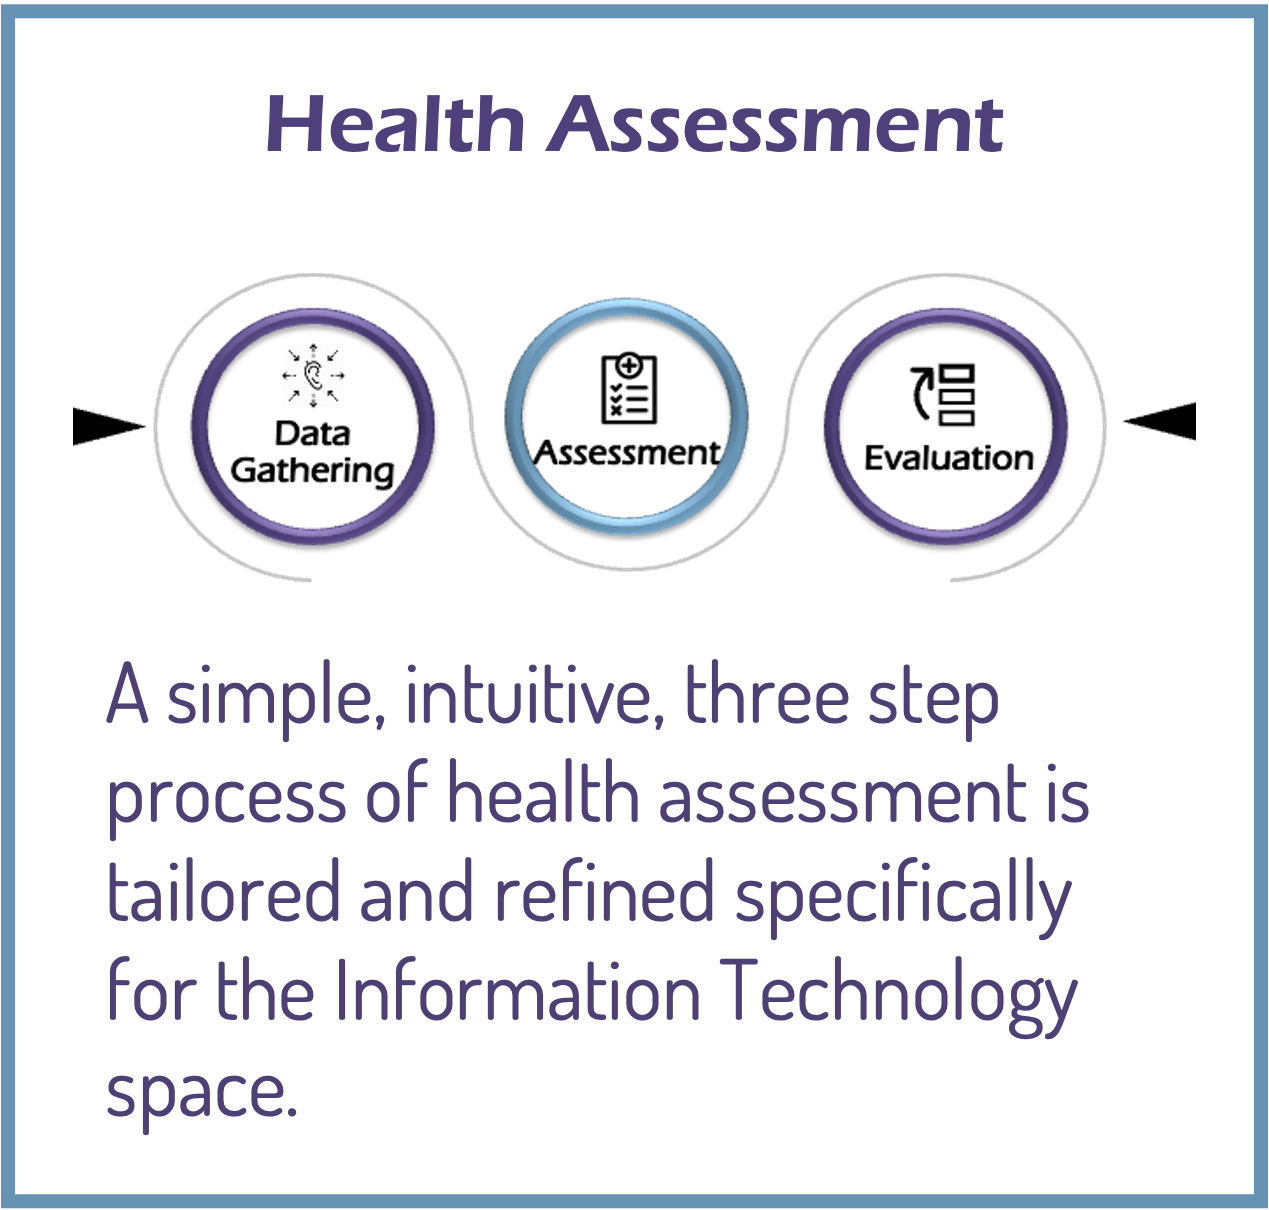 Health Assessment
Data
Gathering
Assessment
Evaluation
A simple, intuitive, three step
process of health assessment is
tailored and refined specifically
for the Information Technology
space.